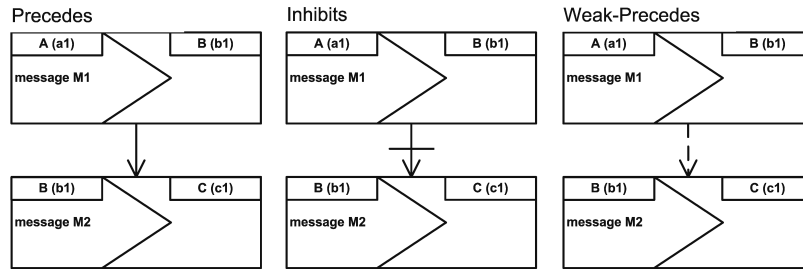 Precedes
Inhibits
Weak-Precedes
A (a1)
B (b1)
A (a1)
B (b1)
A (a1)
B (b1)
message M1
message M1
message M1
B (b1)
C (c1)
B (b1)
C (c1)
B (b1)
C (c1)
message M2
message M2
message M2